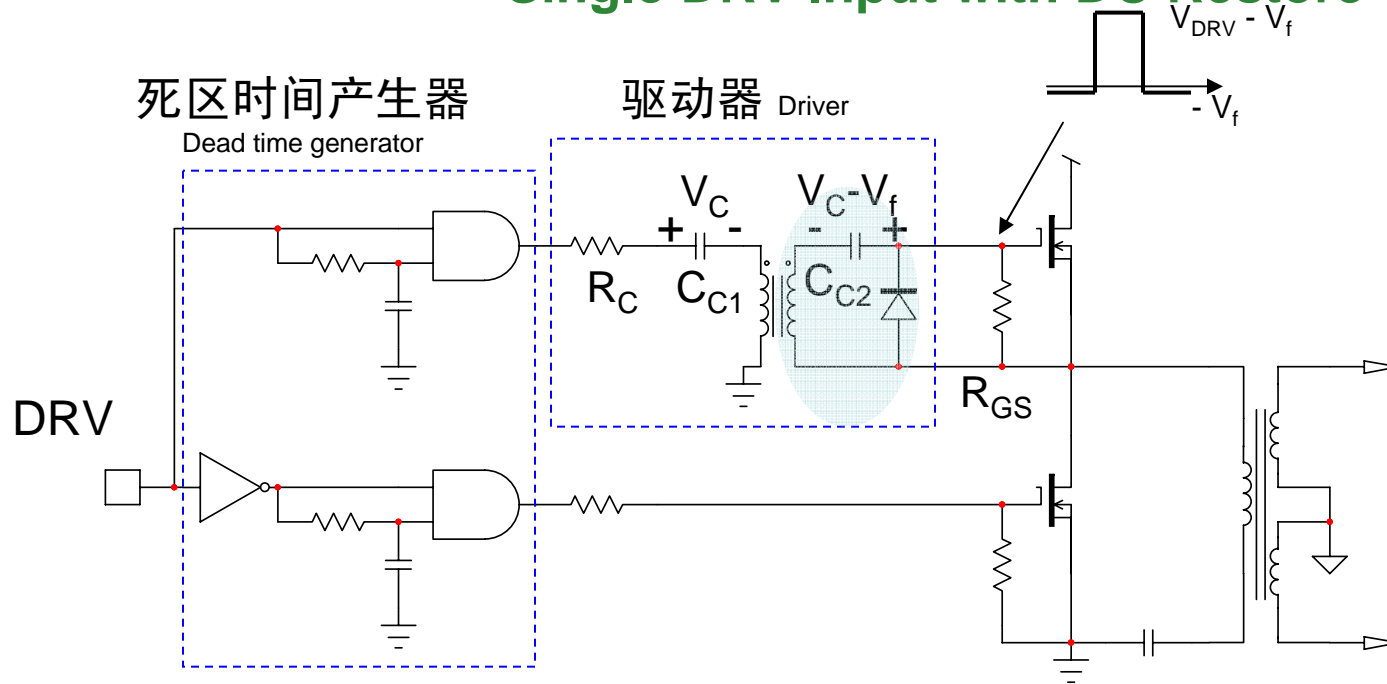 Single DRV Input with DC Restore
V_DRV - V_f
- V_f
死区时间产生器
Dead time generator
驱动器 Driver
V_C
+ -
V_C-V_f
- +
R_C
C_C1
C_C2
R_GS
DRV